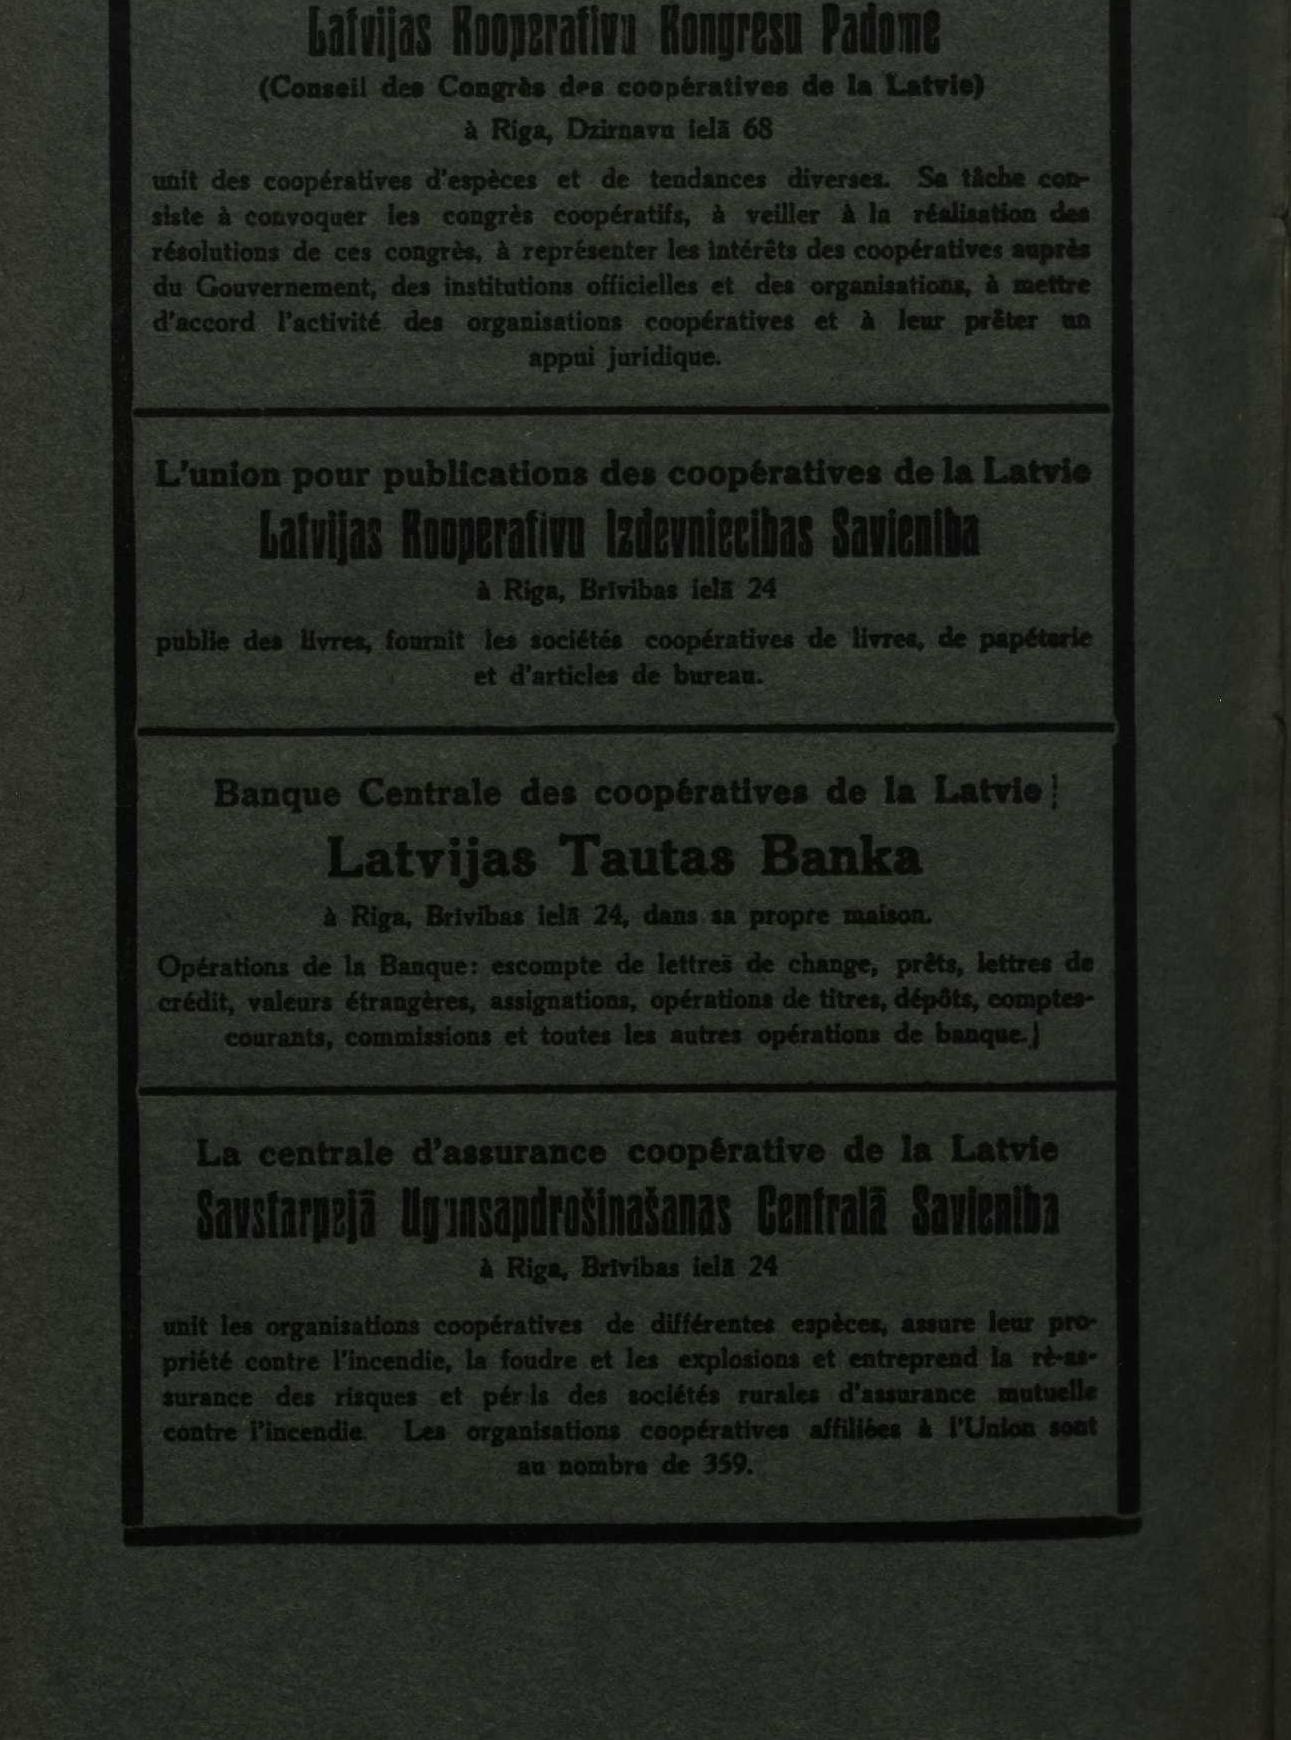 Latvijas Kooperativu Kongresu Padome
(Conseil des Congrès des coopératives de la Latvie)
à Riga, Dzirnavu ielā 68
unit des coopératives d'espèces et de tendances diverses. Sa tâche con-
siste à convoquer les congrès coopératifs, à veiller à la réalisation des
résolutions de ces congrès, à représenter les intérêts des coopératives auprès
du Gouvernement, des institutions officielles et des organisations, à mettre
d'accord l'activité des organisations coopératives et à leur prêter un
appui juridique.
L'union pour publications des coopératives de la Latvie
Latvijas Kooperativu Izdevniecibas Savieniba
à Riga, Brīvibas ielā 24
publie des livres, fournit les sociétés coopératives de livres, de papéterie
et d'articles de bureau.
Banque Centrale des coopératives de la Latvie
Latvijas Tautas Banka
à Riga, Brīvības ielā 24, dans sa propre maison.
Opérations de la Banque: escompte de lettres de change, prêts, lettres de
crédit, valeurs étrangères, assignations, opérations de titres, dépôts, comptes-
courants, commissions et toutes les autres opérations de banque.
La centrale d'assurance coopérative de la Latvie
Savstarpejā Ugunsapdrošinašanas Centralā Savieniba
à Riga, Brīvibas ielā 24
unit les organisations coopératives de différentes espèces, assure leur pro-
priété contre l'incendie, la foudre et les explosions et entreprend la rè-as-
surance des risques et périls des sociétés rurales d'assurance mutuelle
contre l'incendie. Les organisations coopératives affiliées à l'Union sont
au nombre de 359.